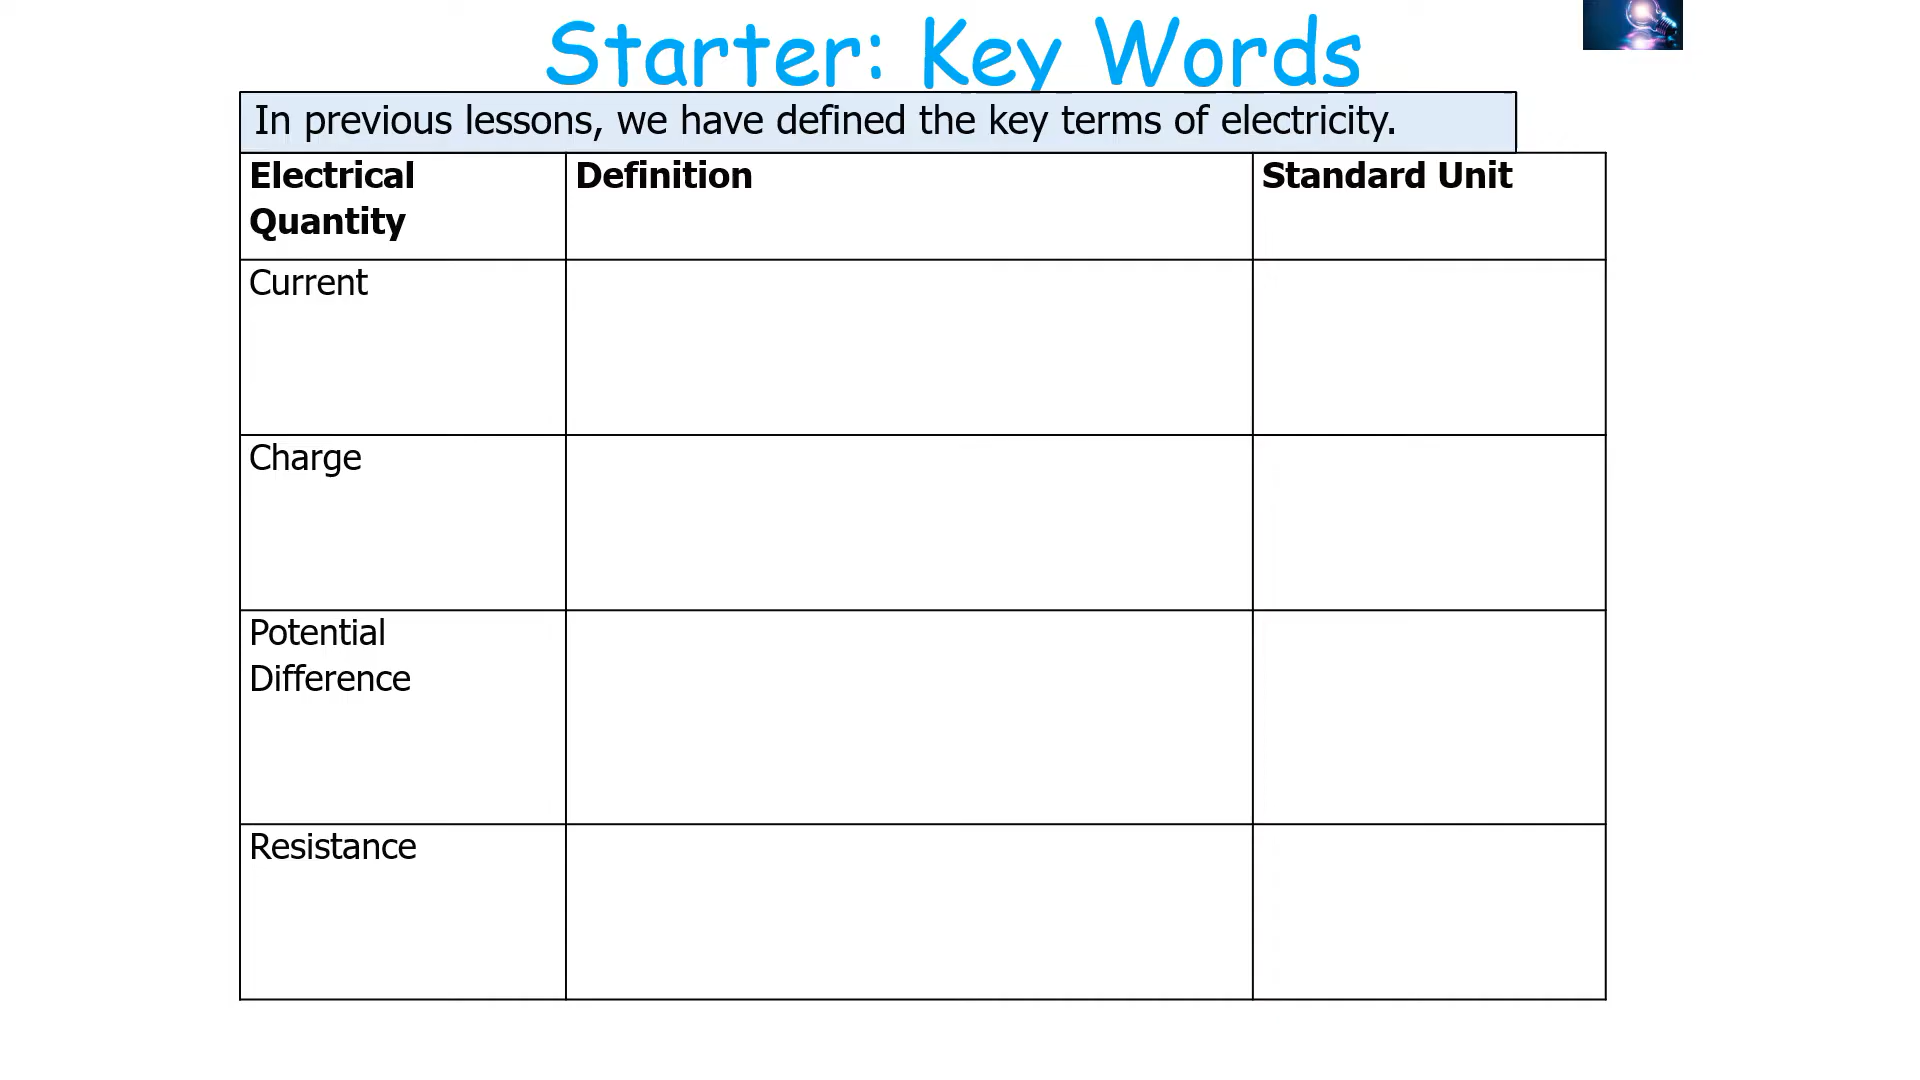 Starter: Key Words
In previous lessons, we have defined the key terms of electricity.
Electrical
Quantity
Definition
Standard Unit
Current
Charge
Potential
Difference
Resistance